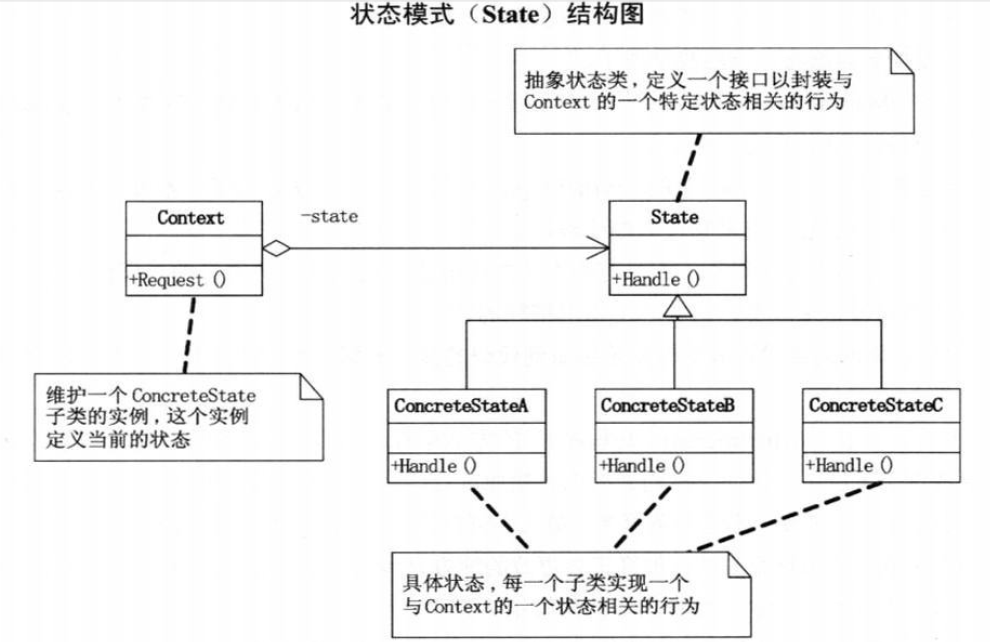 状态模式（State）结构图
抽象状态类，定义一个接口以封装与
Context 的一个特定状态相关的行为
Context
-state
State
+Request ()
+Handle ()
维护一个 ConcreteState
子类的实例，这个实例
定义当前的状态
ConcreteStateA
ConcreteStateB
ConcreteStateC
+Handle ()
+Handle ()
+Handle ()
具体状态，每一个子类实现一个
与Context的一个状态相关的行为